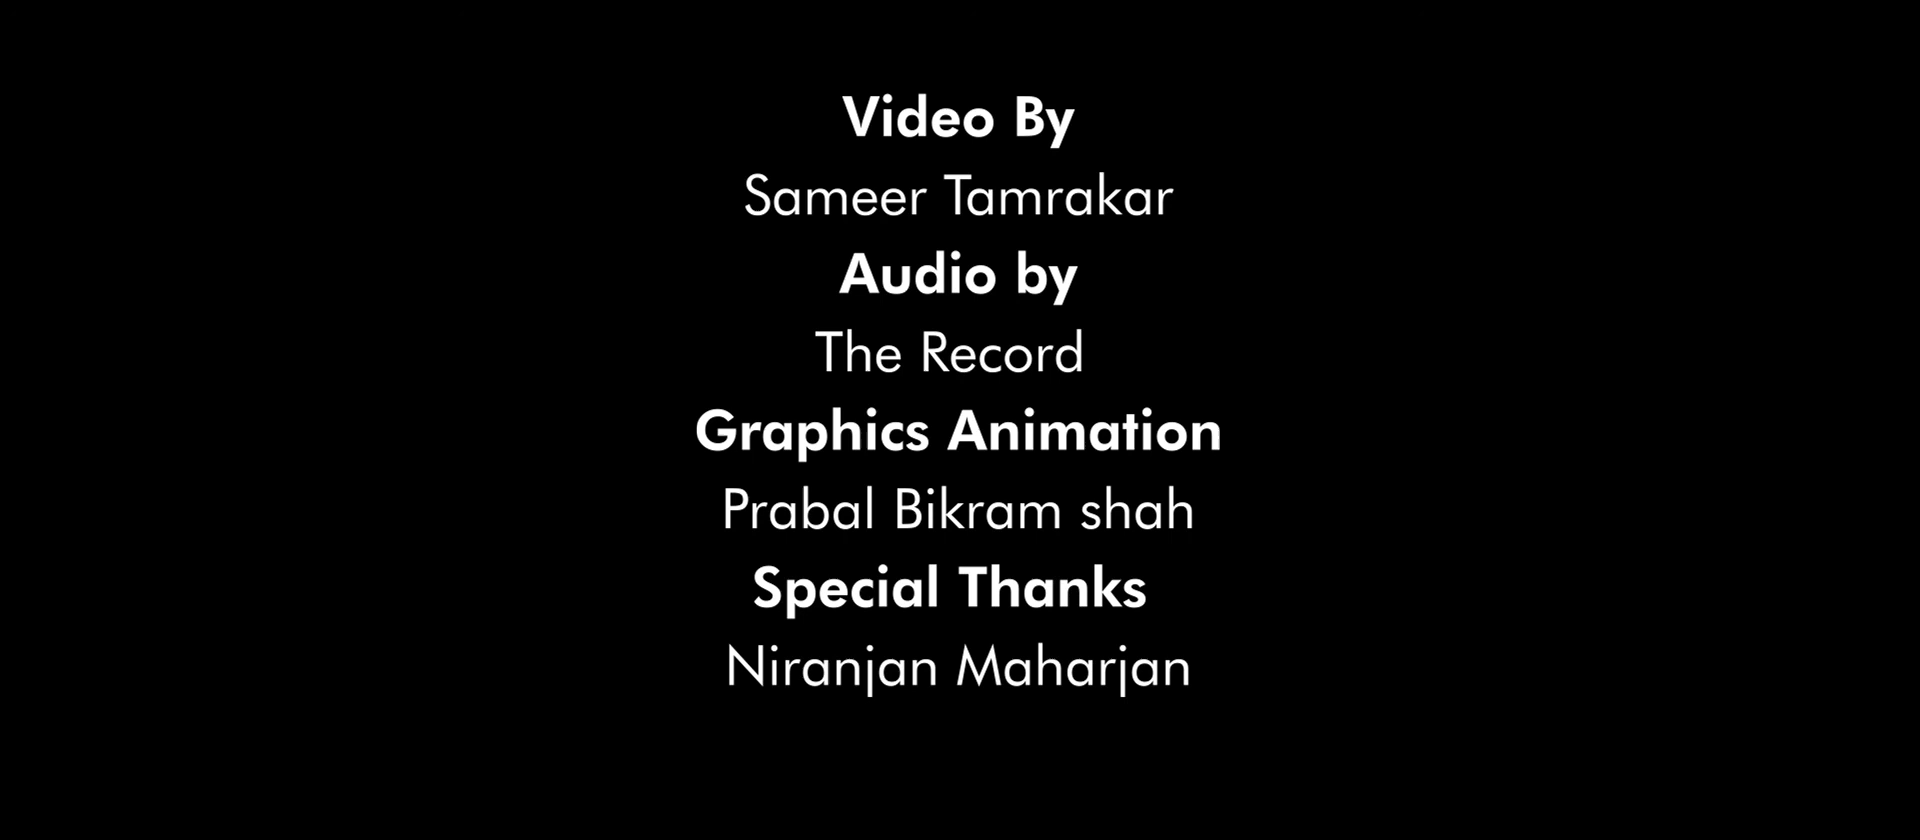 Video By
Sameer Tamrakar
Audio by
The Record
Graphics Animation
Prabal Bikram shah
Special Thanks
Niranjan Maharjan